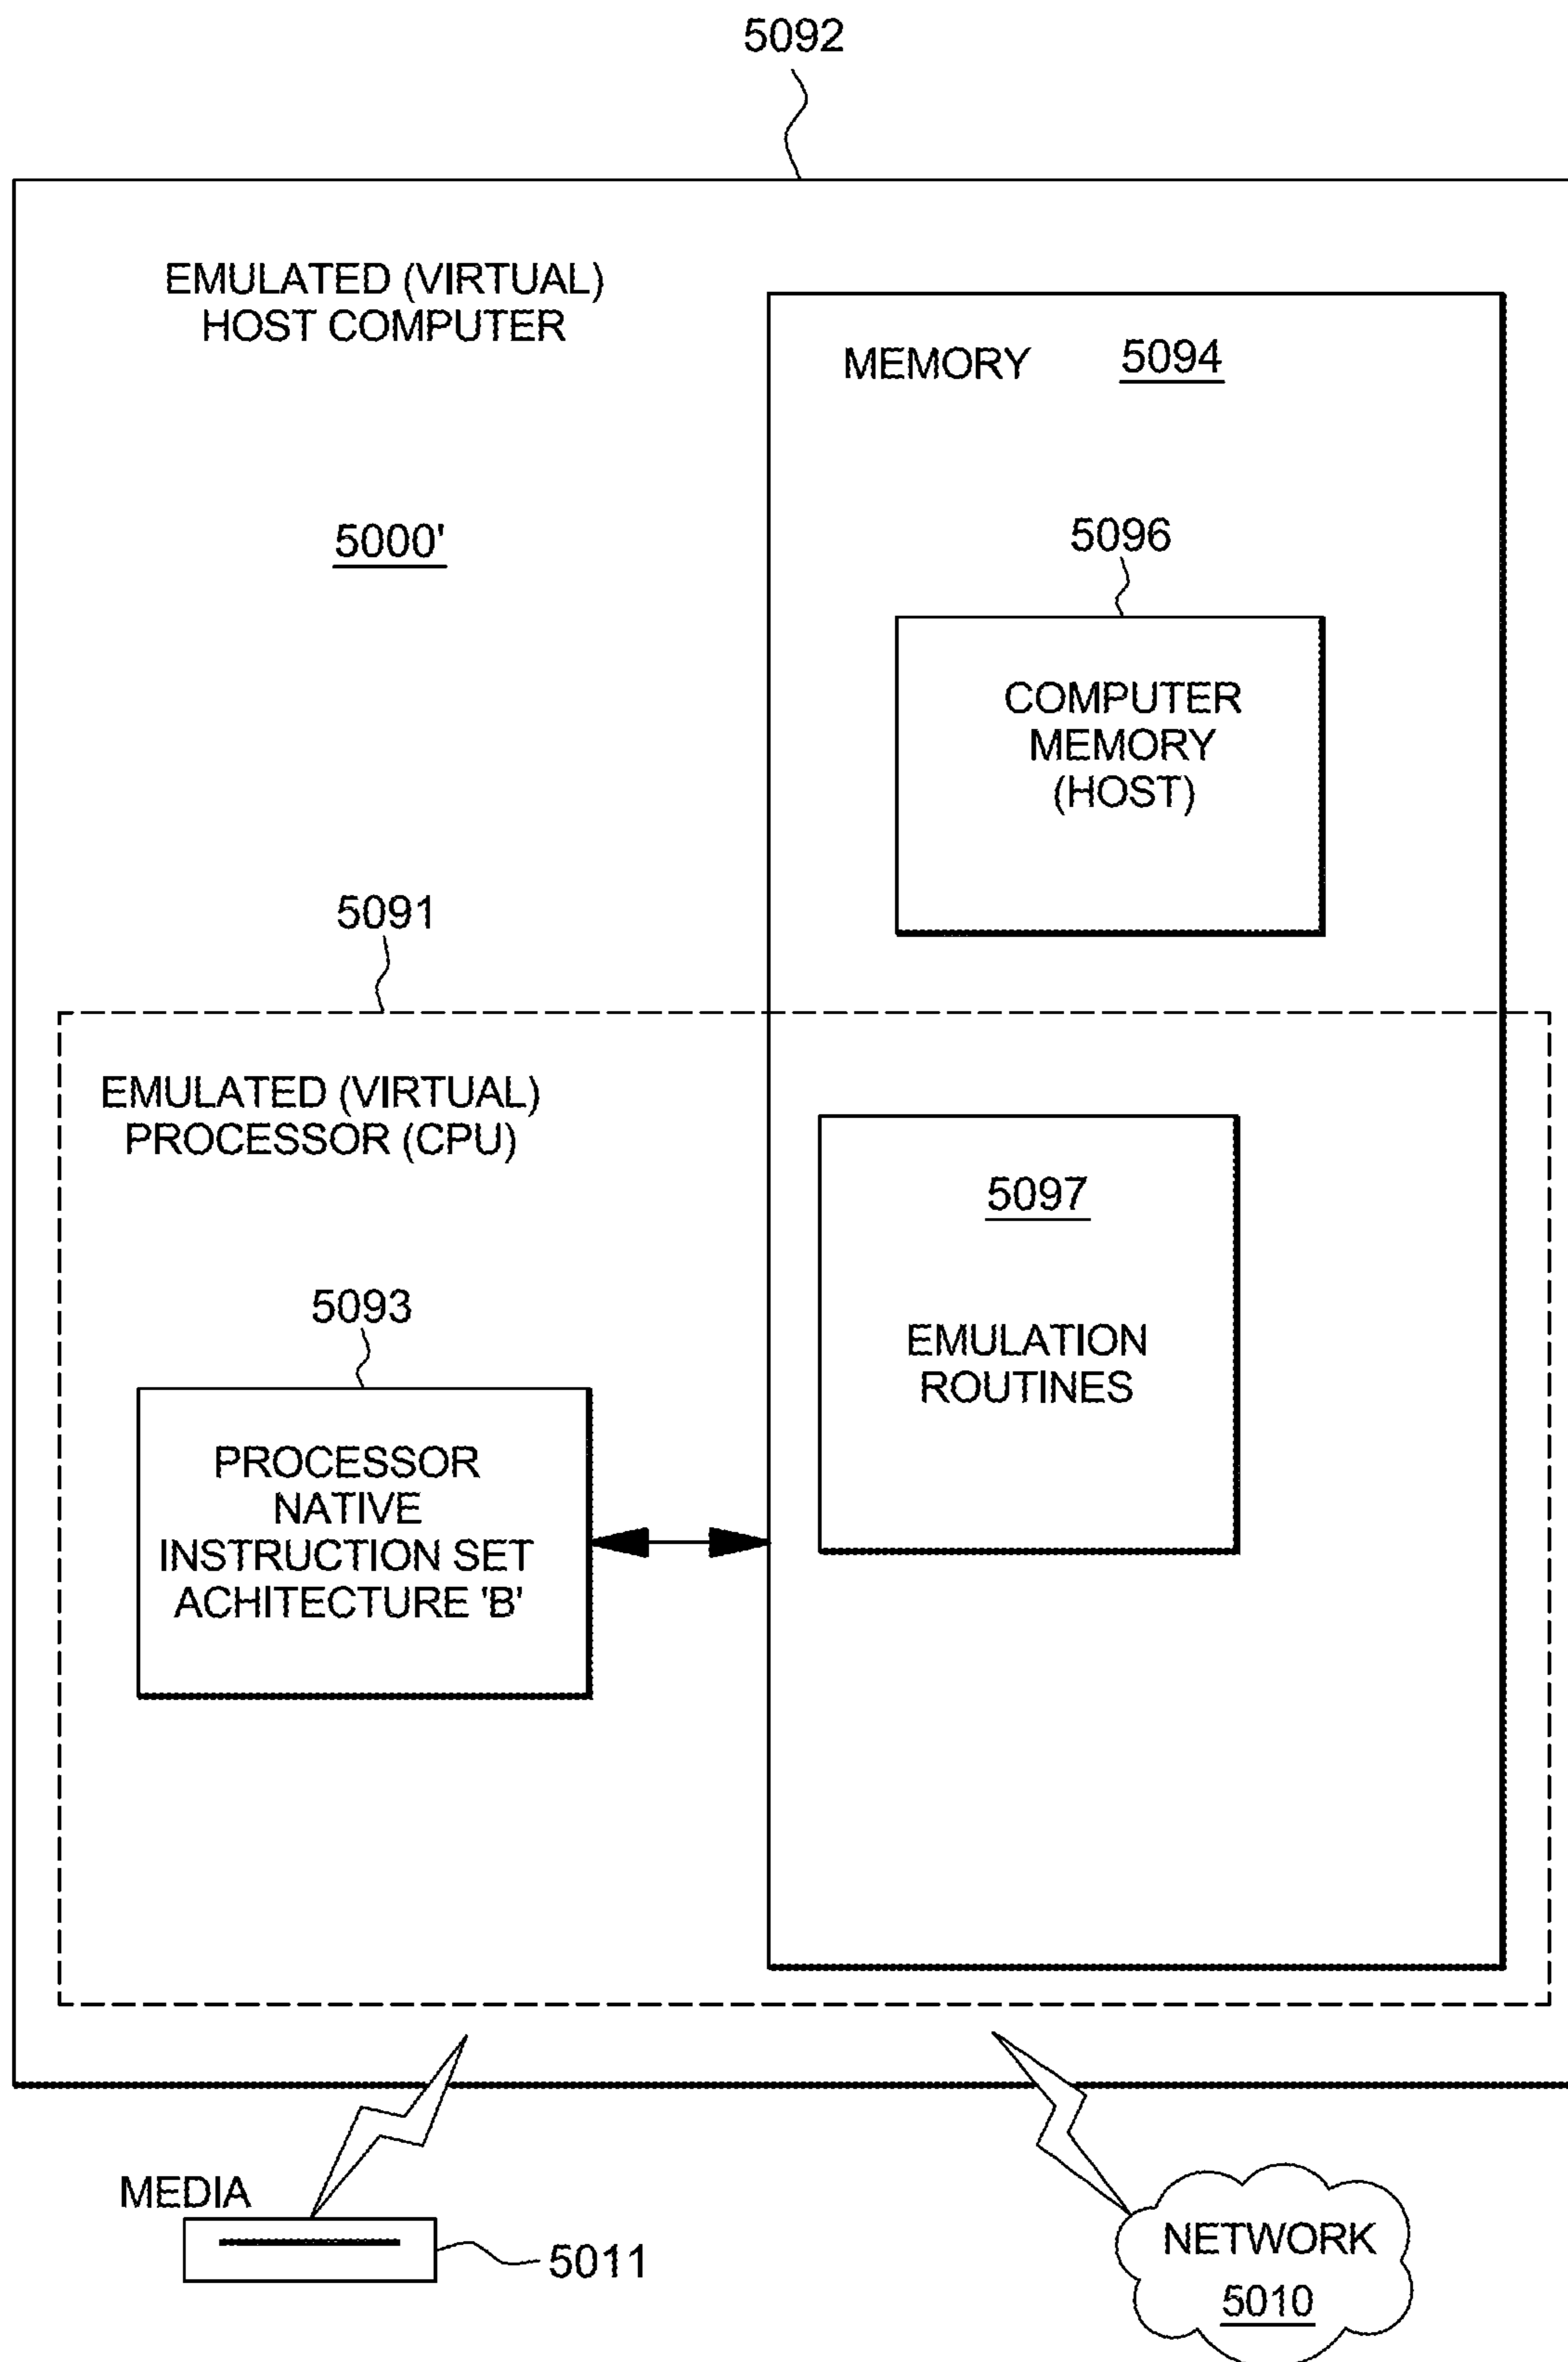 5092
EMULATED (VIRTUAL)
HOST COMPUTER
5000'
MEMORY 5094
5096
COMPUTER
MEMORY
(HOST)
5091
EMULATED (VIRTUAL)
PROCESSOR (CPU)
5097
EMULATION
ROUTINES
5093
PROCESSOR
NATIVE
INSTRUCTION SET
ACHITECTURE 'B'
MEDIA
5011
NETWORK
5010